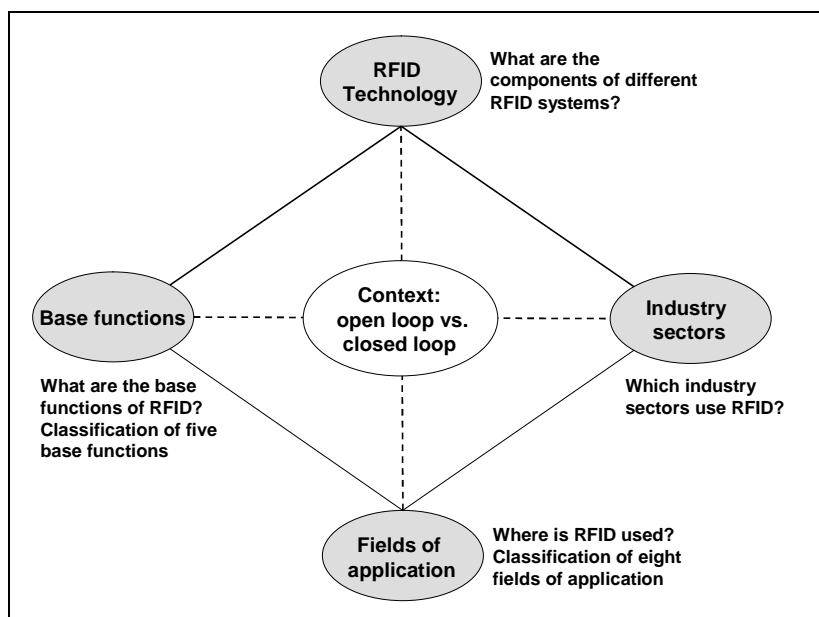 RFID
Technology
What are the
components of different
RFID systems?
Base functions
Context:
open loop vs.
closed loop
Industry
sectors
What are the base
functions of RFID?
Classification of five
base functions
Which industry
sectors use RFID?
Fields of
application
Where is RFID used?
Classification of eight
fields of application